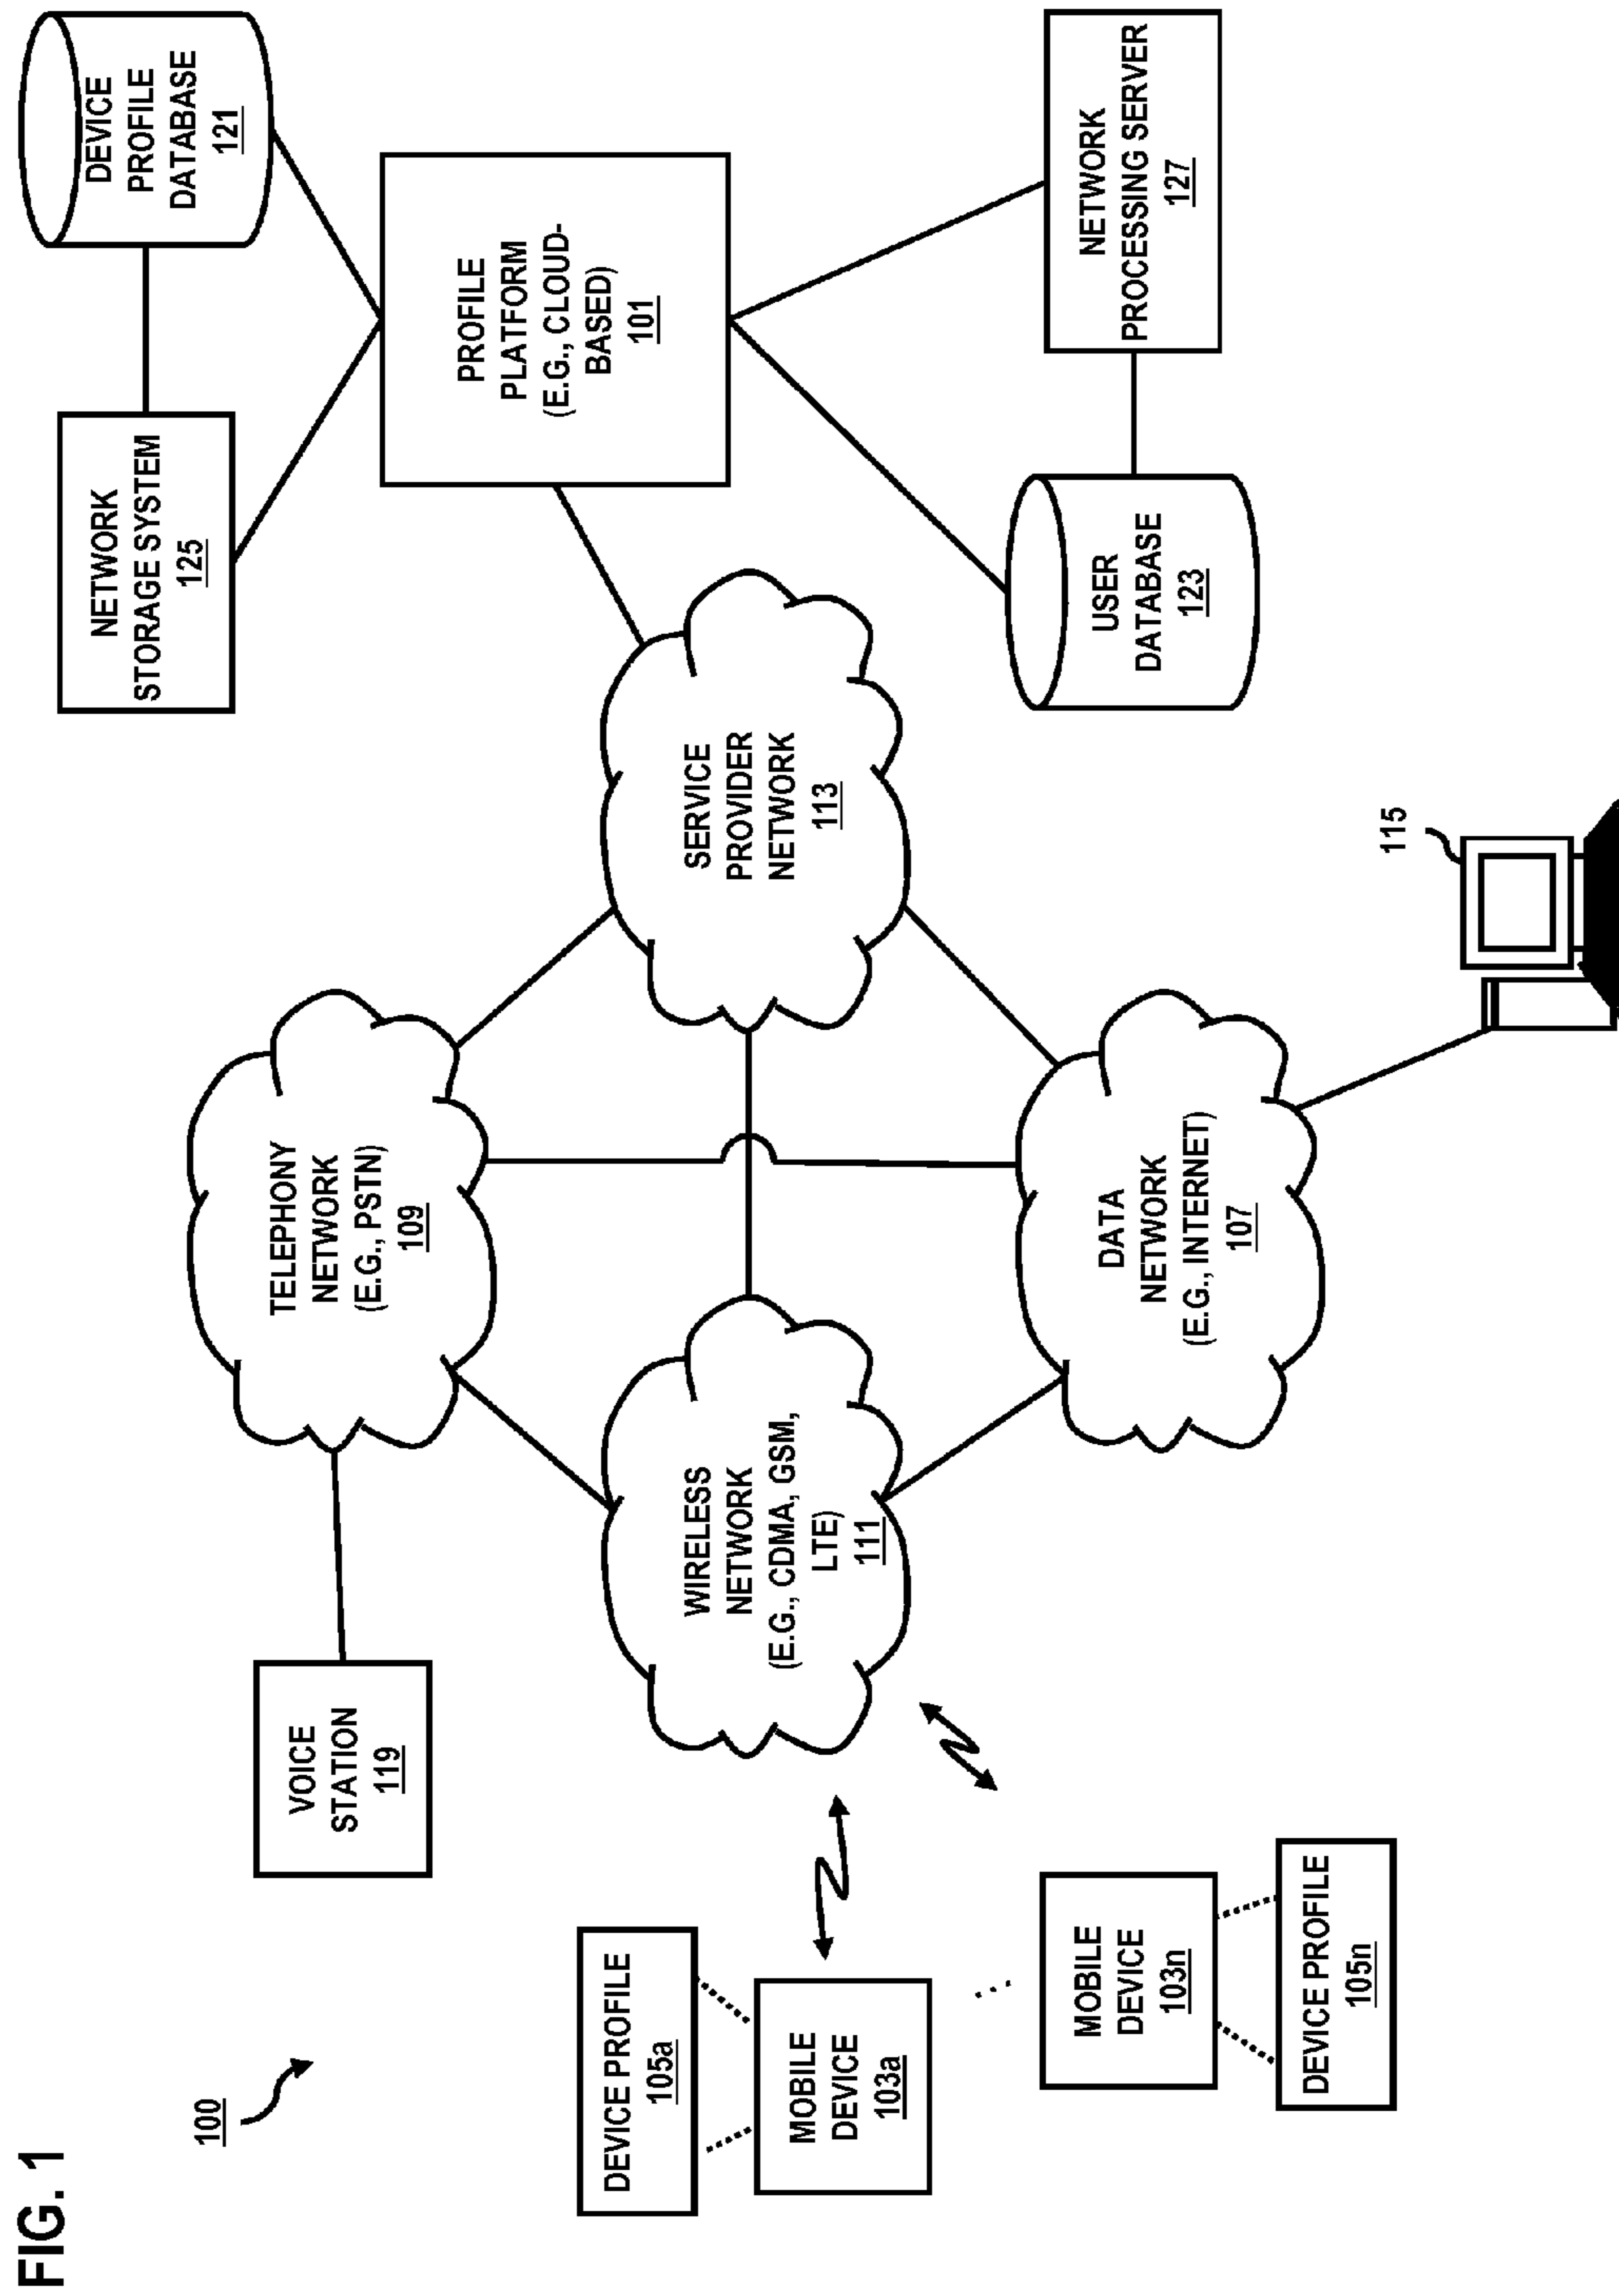 FIG. 1
100
VOICE
STATION
119
TELEPHONY
NETWORK
(E.G., PSTN)
109
NETWORK
STORAGE SYSTEM
125
DEVICE
PROFILE
DATABASE
121
DEVICE PROFILE
105a
MOBILE
DEVICE
103a
WIRELESS
NETWORK
(E.G., CDMA, GSM,
LTE)
111
SERVICE
PROVIDER
NETWORK
113
PROFILE
PLATFORM
(E.G., CLOUD-
BASED)
101
MOBILE
DEVICE
103n
DEVICE PROFILE
105n
DATA
NETWORK
(E.G., INTERNET)
107
115
USER
DATABASE
123
NETWORK
PROCESSING SERVER
127